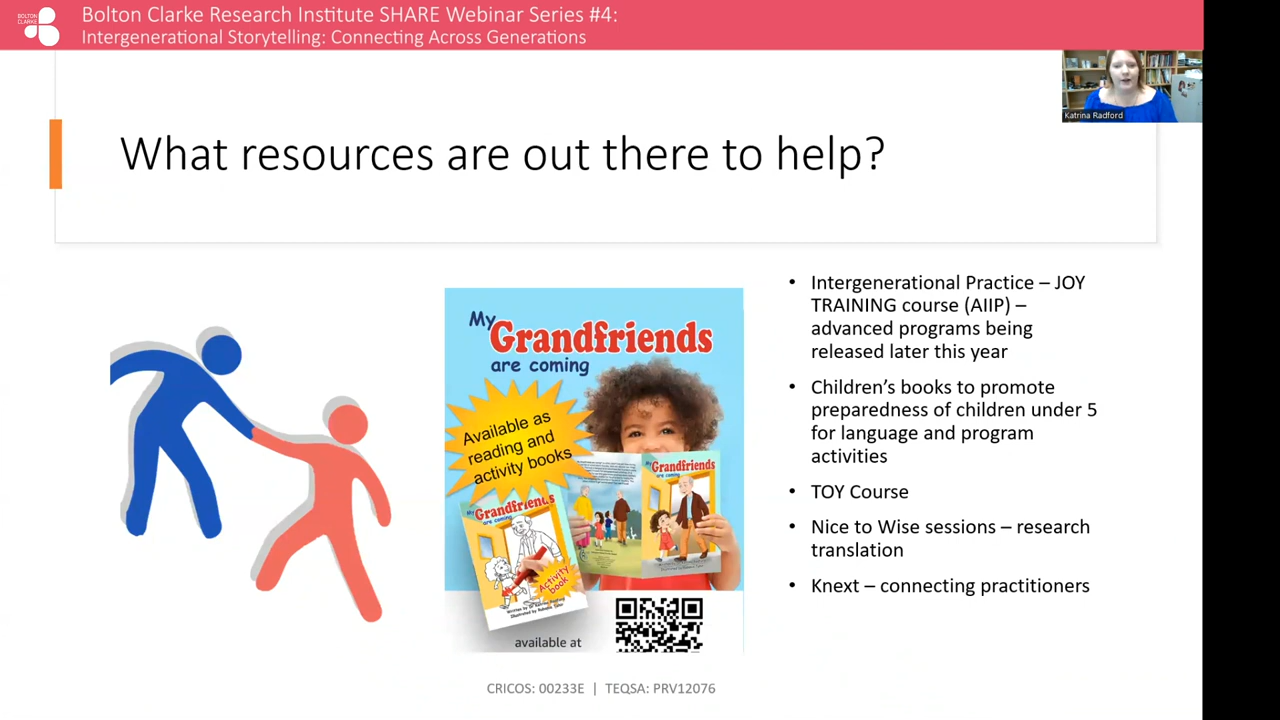 BOLTON
CLARKE
Bolton Clarke Research Institute SHARE Webinar Series #4:
Intergenerational Storytelling: Connecting Across Generations
Katrina Radford
What resources are out there to help?
My
Grandfriends
are coming
Available as
reading and
activity books
Grandfriends
are coming
My Grandfriends
are coming
Activity
book
available at
• Intergenerational Practice – JOY
TRAINING course (AIIP) –
advanced programs being
released later this year
• Children’s books to promote
preparedness of children under 5
for language and program
activities
• TOY Course
• Nice to Wise sessions – research
translation
• Knext – connecting practitioners
CRICOS: 00233E | TEQSA: PRV12076